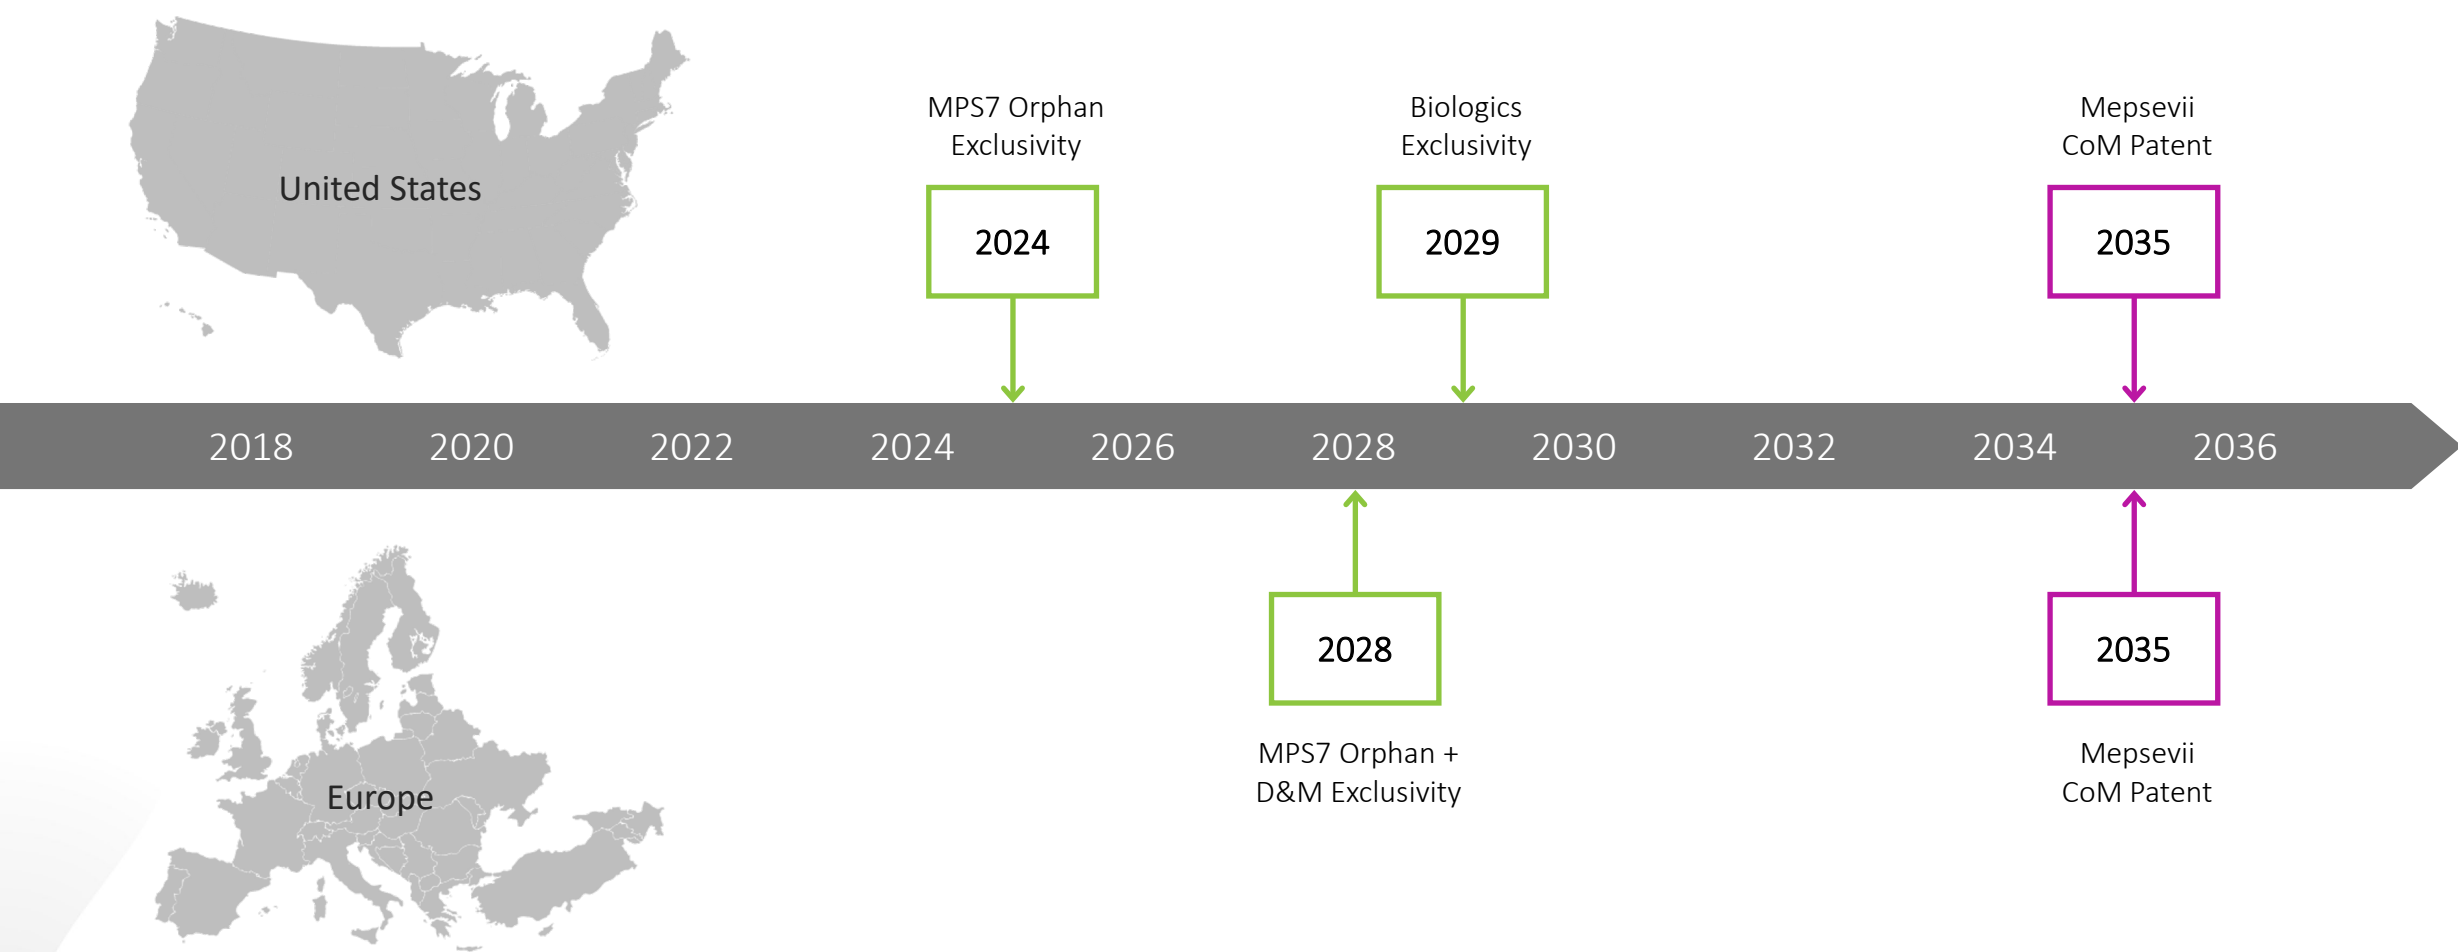 United States
MPS7 Orphan
Exclusivity
2024
Biologics
Exclusivity
2029
Mepsevii
CoM Patent
2035
2018 2020 2022 2024 2026 2028 2030 2032 2034 2036
Europe
2028
MPS7 Orphan +
D&M Exclusivity
2035
Mepsevii
CoM Patent